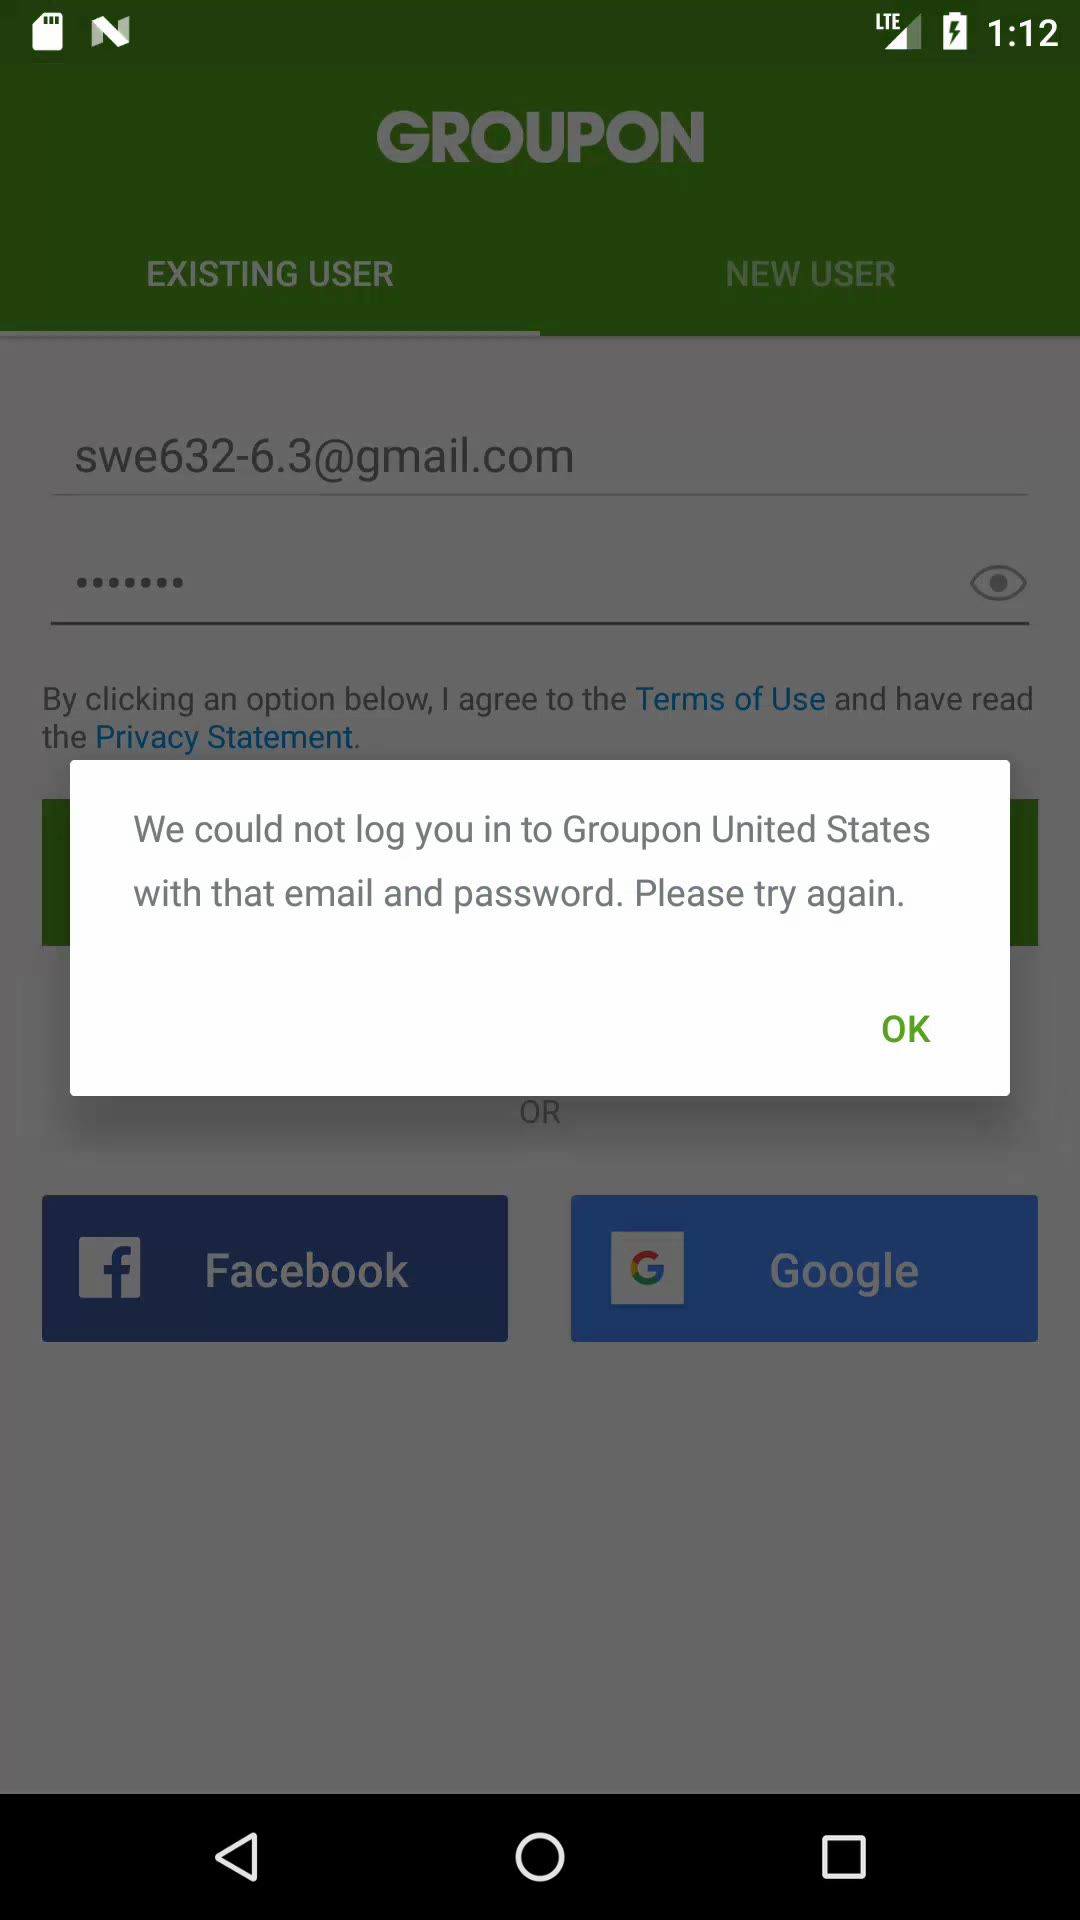 LTE 1:12
GROUPON
EXISTING USER NEW USER
swe632-6.3@gmail.com
•••••••
By clicking an option below, I agree to the Terms of Use and have read
the Privacy Statement.
We could not log you in to Groupon United States
with that email and password. Please try again.
OK
OR
Facebook Google